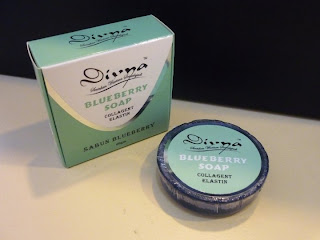 Divna
BLUEBERRY
SOAP
COLLAGENT
ELASTIN
SABUN BLUEBERRY
Divna
BLUEBERRY
SOAP
COLLAGENT
ELASTIN